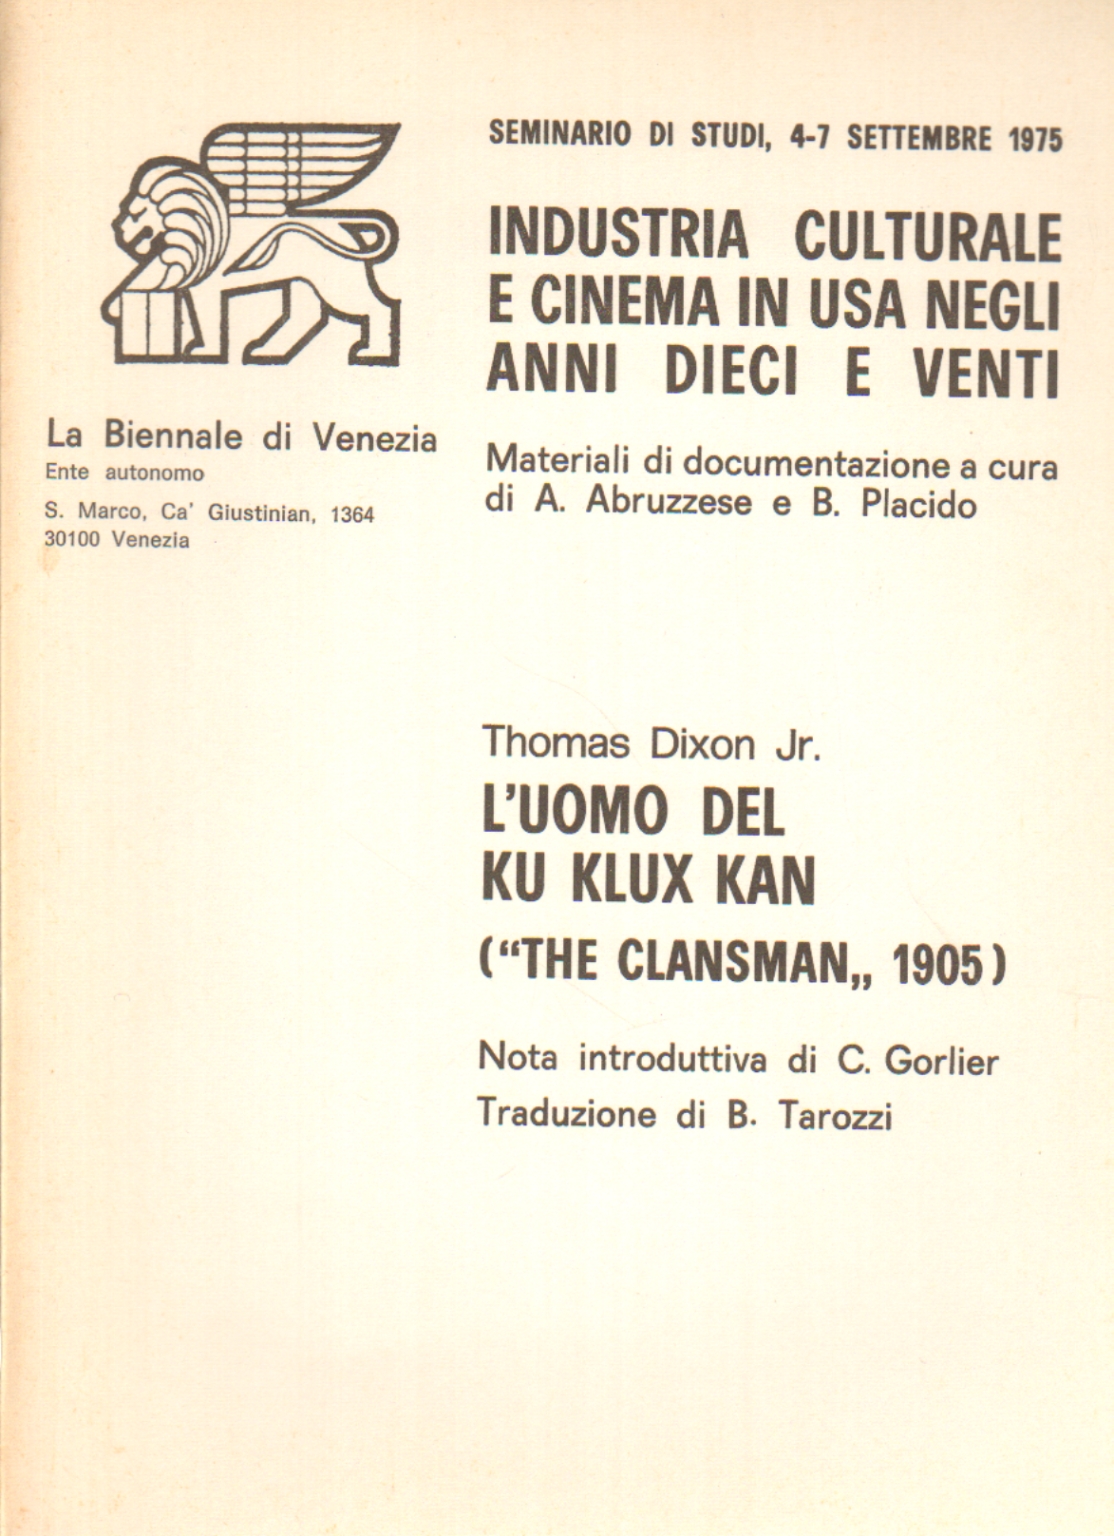 SEMINARIO DI STUDI, 4-7 SETTEMBRE 1975
INDUSTRIA CULTURALE
E CINEMA IN USA NEGLI
ANNI DIECI E VENTI
La Biennale di Venezia
Ente autonomo
S. Marco, Ca' Giustinian, 1364
30100 Venezia
Materiali di documentazione a cura
di A. Abruzzese e B. Placido
Thomas Dixon Jr.
L'UOMO DEL
KU KLUX KAN
(“THE CLANSMAN„ 1905)
Nota introduttiva di C. Gorlier
Traduzione di B. Tarozzi